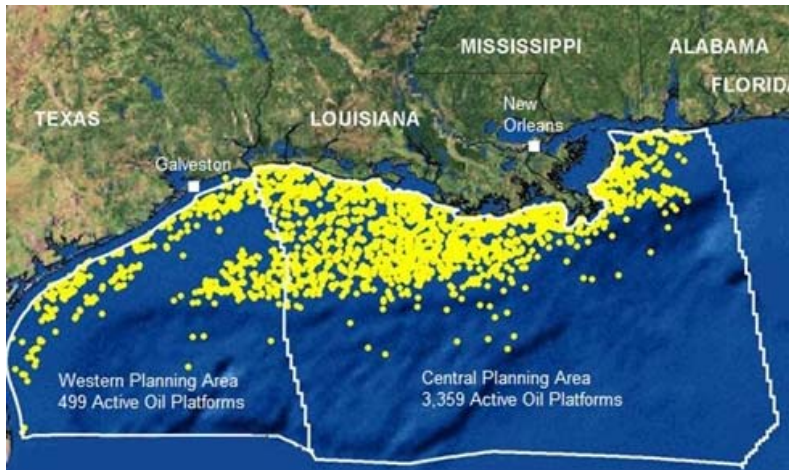 MISSISSIPPI
ALABAMA
FLORIDA
TEXAS
LOUISIANA
New
Orleans
Galveston
Western Planning Area
499 Active Oil Platforms
Central Planning Area
3,359 Active Oil Platforms